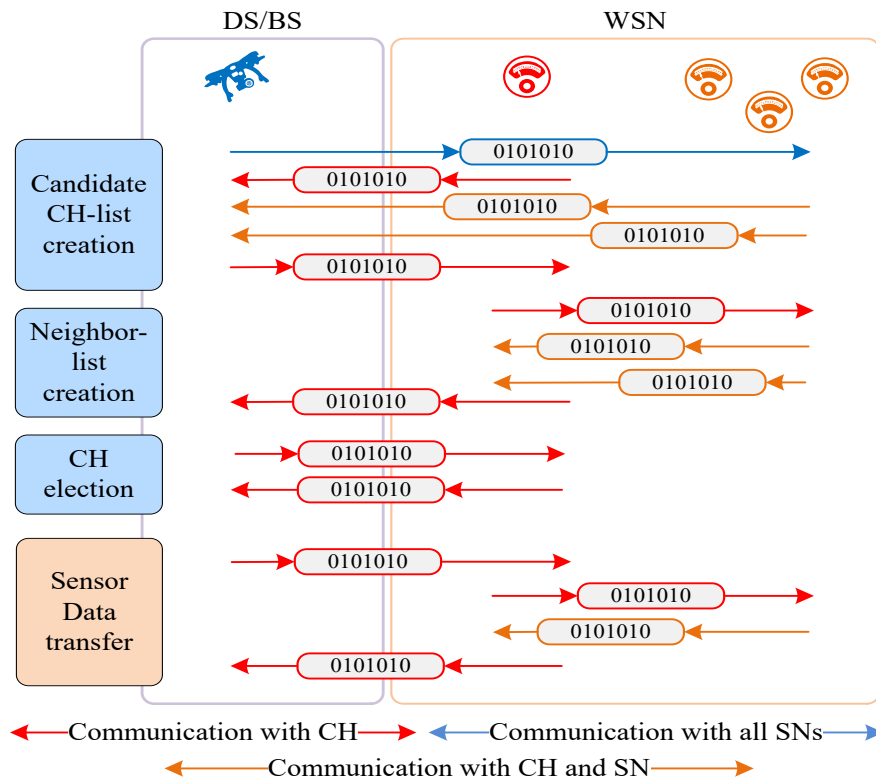 DS/BS
WSN
Candidate
CH-list
creation
0101010
0101010
0101010
0101010
0101010
Neighbor-
list
creation
0101010
0101010
0101010
0101010
CH
election
0101010
0101010
Sensor
Data
transfer
0101010
0101010
0101010
0101010
Communication with CH
Communication with all SNs
Communication with CH and SN